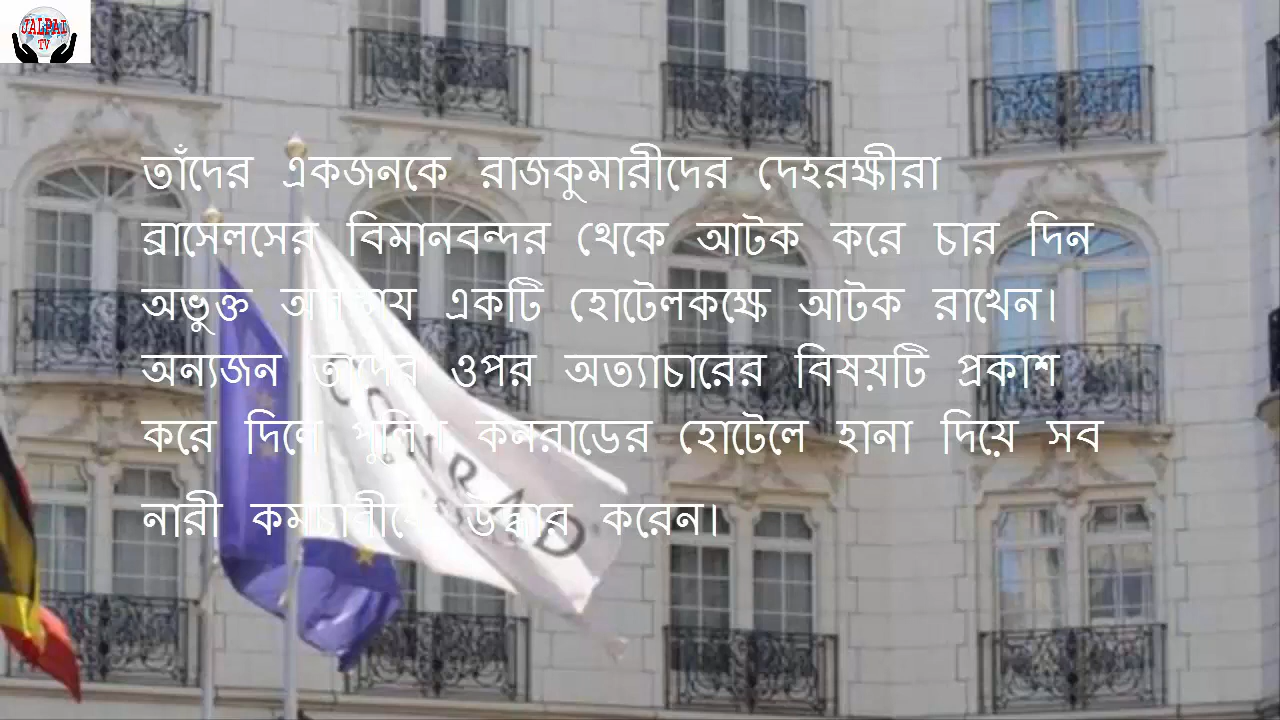 JALPAI
TV
তাঁদের একজনকে রাজকুমারীদের দেহরক্ষীরা
ব্রাসেলসের বিমানবন্দর থেকে আটক করে চার দিন
অভুক্ত অবস্থায় একটি হোটেলকক্ষে আটক রাখেন।
অন্যজন তাঁদের ওপর অত্যাচারের বিষয়টি প্রকাশ
করে দিলে পুলিশ কনরাডের হোটেলে হানা দিয়ে সব
নারী কর্মচারীকে উদ্ধার করেন।
CONRAD